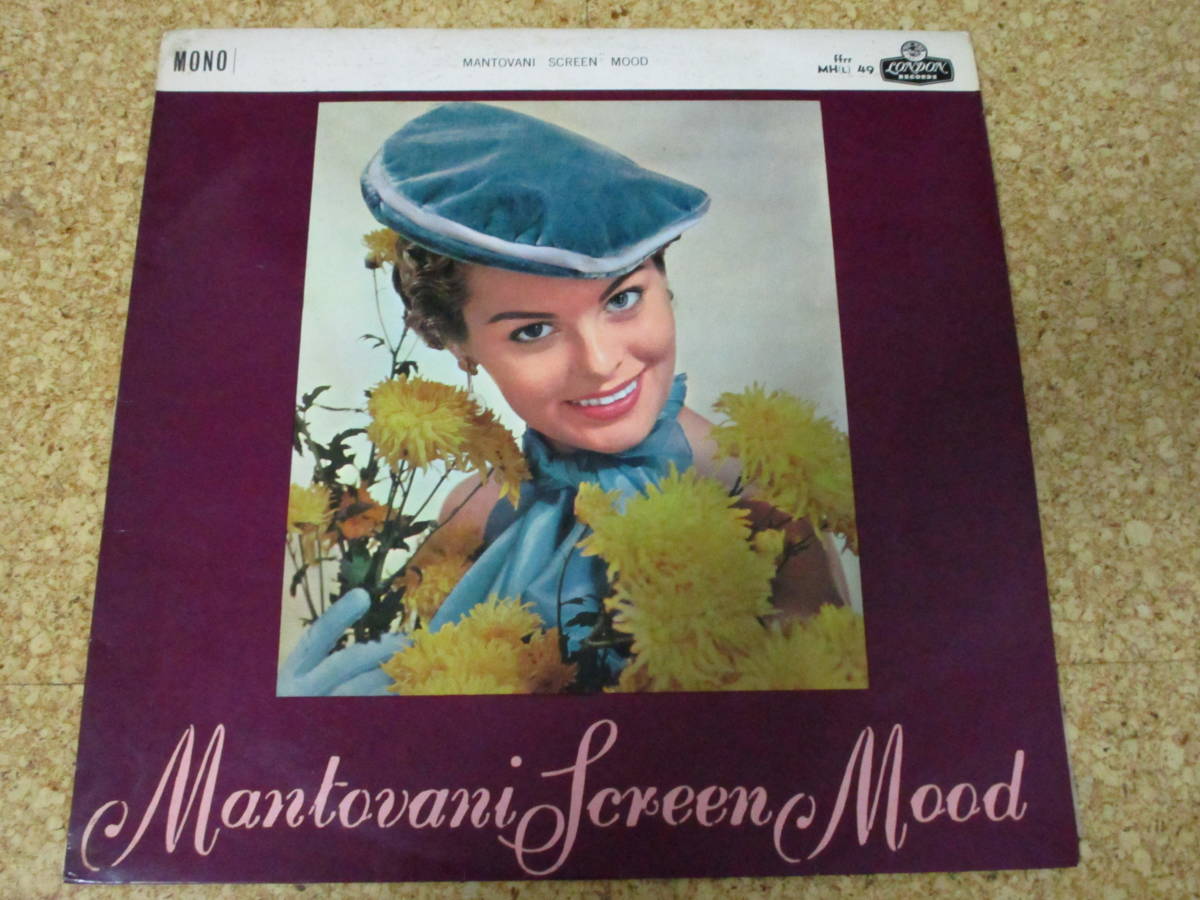 MONO
MANTOVANI SCREEN MOOD
ffrr
MH(L) 49
LONDON
RECORDS
Mantovani Screen Mood